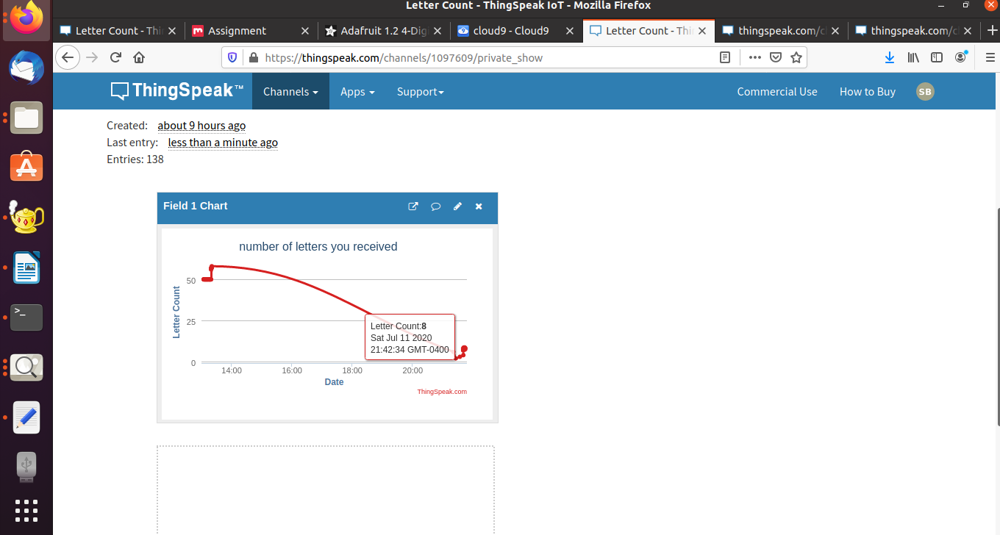 Letter Count - ThingSpeak IoT - Mozilla Firefox
Letter Count - Thin
Assignment
Adafruit 1.2 4-Digi
cloud9 - Cloud9
Letter Count - Thin
thingspeak.com/c
thingspeak.com/c
https://thingspeak.com/channels/1097609/private_show
ThingSpeak™
Channels
Apps
Support
Commercial Use
How to Buy
SB
Created: about 9 hours ago
Last entry: less than a minute ago
Entries: 138
Field 1 Chart
number of letters you received
Letter Count
50
25
0
Letter Count:8
Sat Jul 11 2020
21:42:34 GMT-0400
14:00 16:00 18:00 20:00
Date
ThingSpeak.com